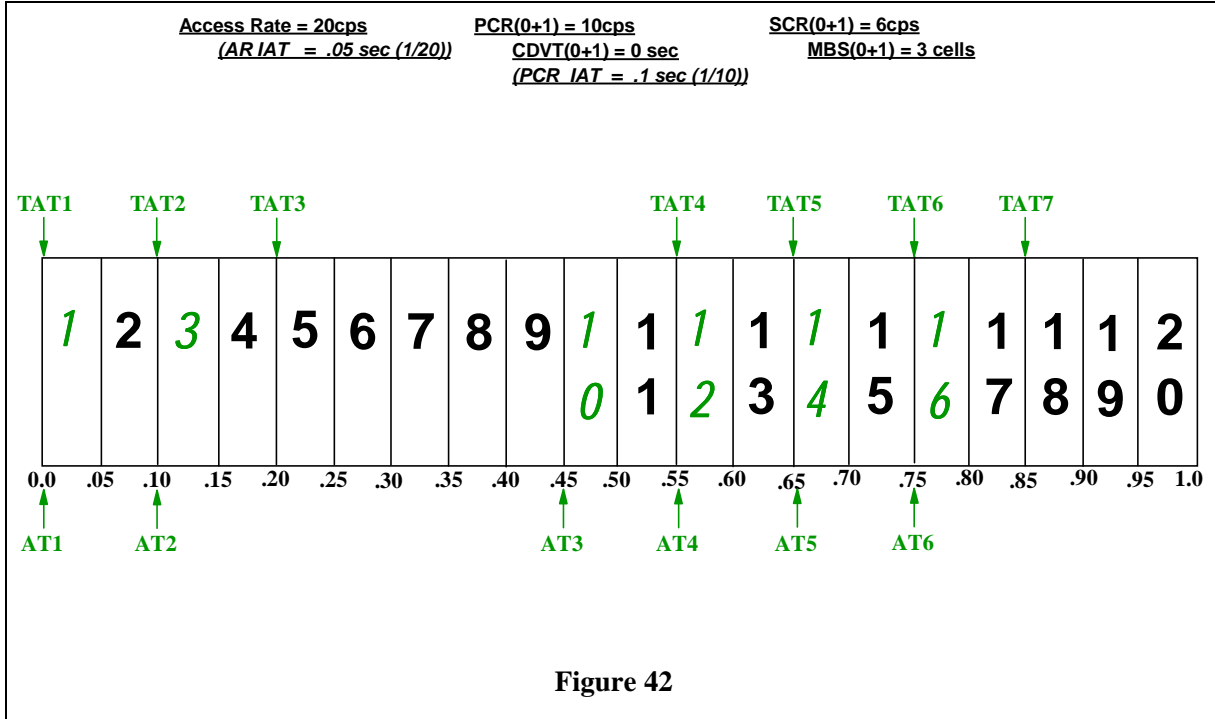 Access Rate = 20cps PCR(0+1) = 10cps SCR(0+1) = 6cps
(AR IAT = .05 sec (1/20)) CDVT(0+1) = 0 sec MBS(0+1) = 3 cells
(PCR IAT = .1 sec (1/10))
TAT1 TAT2 TAT3 TAT4 TAT5 TAT6 TAT7
1 2 3 4 5 6 7 8 9 1 1 1 1 1 1 1 1 1 1 2
0 1 2 3 4 5 6 7 8 9 0
0.0 .05 .10 .15 .20 .25 .30 .35 .40 .45 .50 .55 .60 .65 .70 .75 .80 .85 .90 .95 1.0
AT1 AT2 AT3 AT4 AT5 AT6
Figure 42